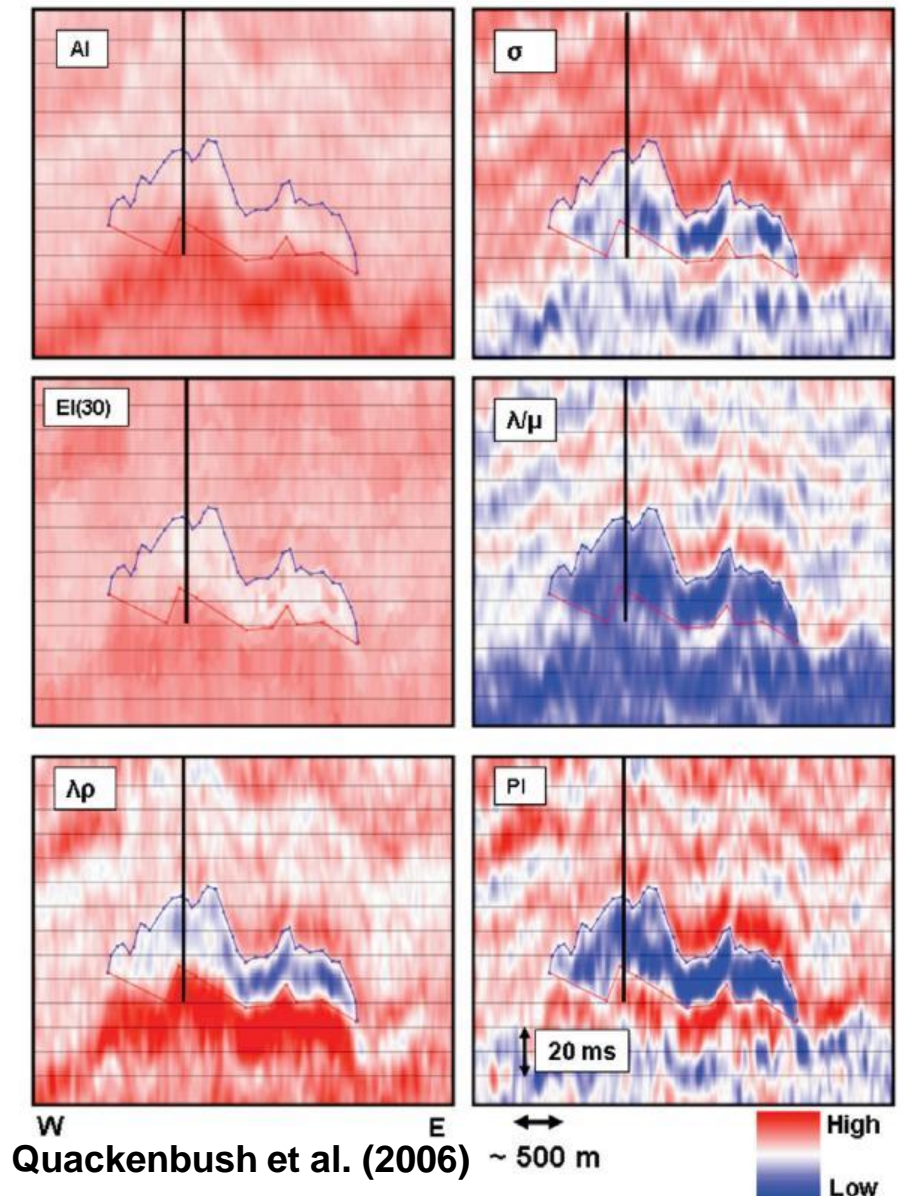 AI
σ
EI(30)
λ/μ
λρ
PI
20 ms
W
E
~ 500 m
High
Low
Quackenbush et al. (2006)